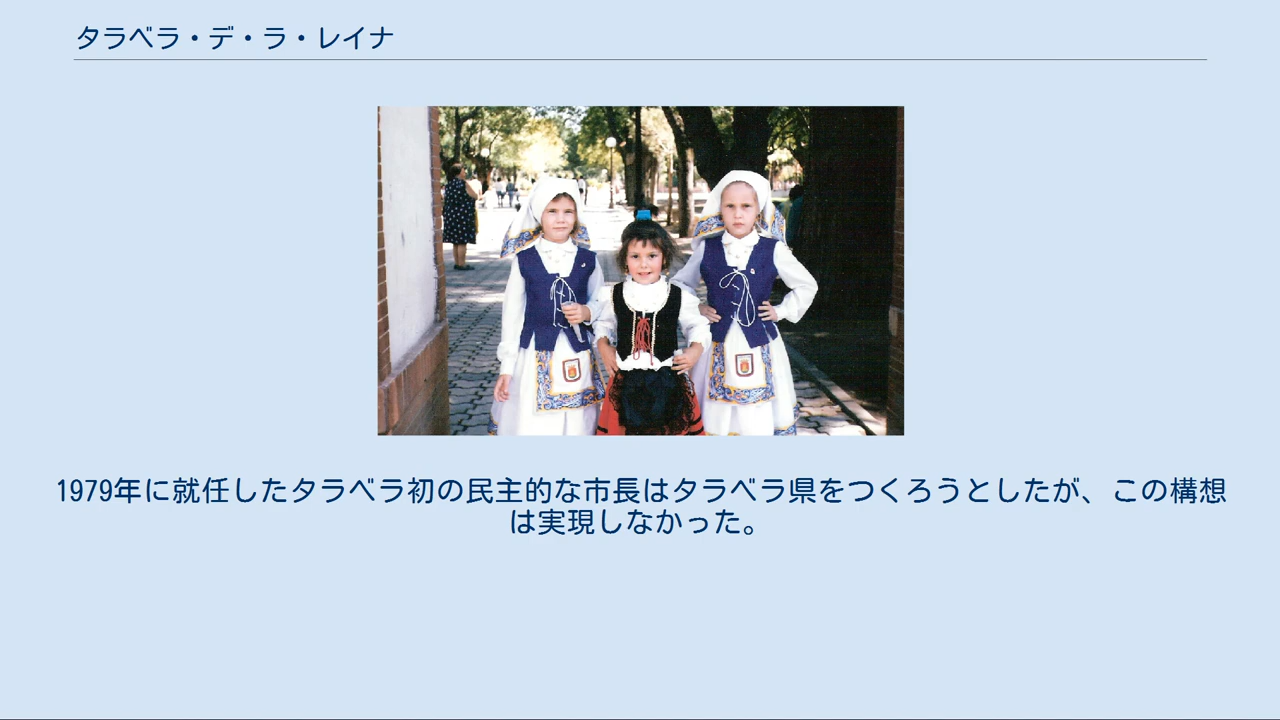 タラベラ・デ・ラ・レイナ
1979年に就任したタラベラ初の民主的な市長はタラベラ県をつくろうとしたが、この構想
は実現しなかった。